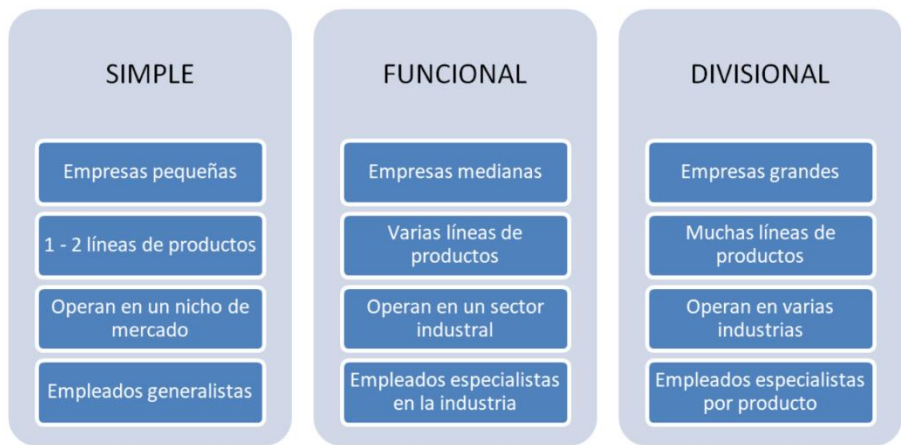 SIMPLE
Empresas pequeñas
1 - 2 líneas de productos
Operan en un nicho de
mercado
Empleados generalistas
FUNCIONAL
Empresas medianas
Varias líneas de
productos
Operan en un sector
industral
Empleados especialistas
en la industria
DIVISIONAL
Empresas grandes
Muchas líneas de
productos
Operan en varias
industrias
Empleados especialistas
por producto